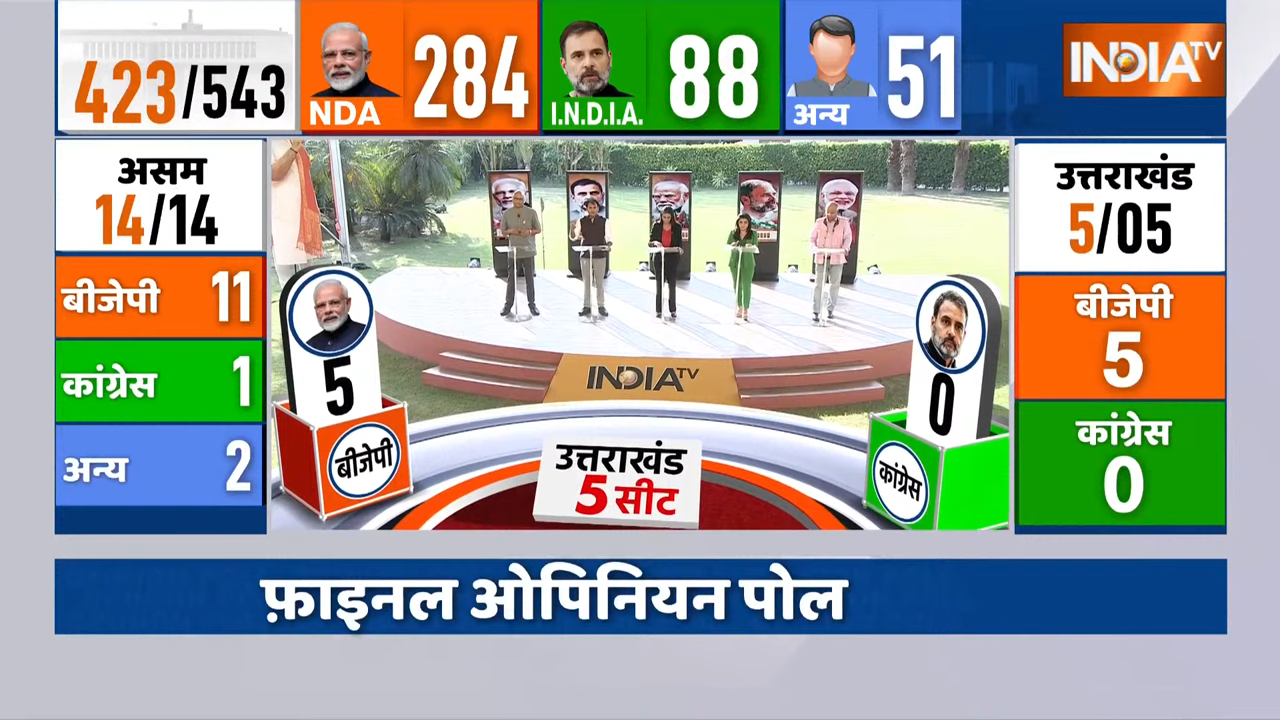 423/543
NDA
284
I.N.D.I.A.
88
अन्य
51
INDIA TV
असम
14/14
बीजेपी 11
कांग्रेस 1
अन्य 2
5
बीजेपी
INDIA TV
उत्तराखंड
5 सीट
0
कांग्रेस
उत्तराखंड
5/05
बीजेपी
5
कांग्रेस
0
फ़ाइनल ओपिनियन पोल